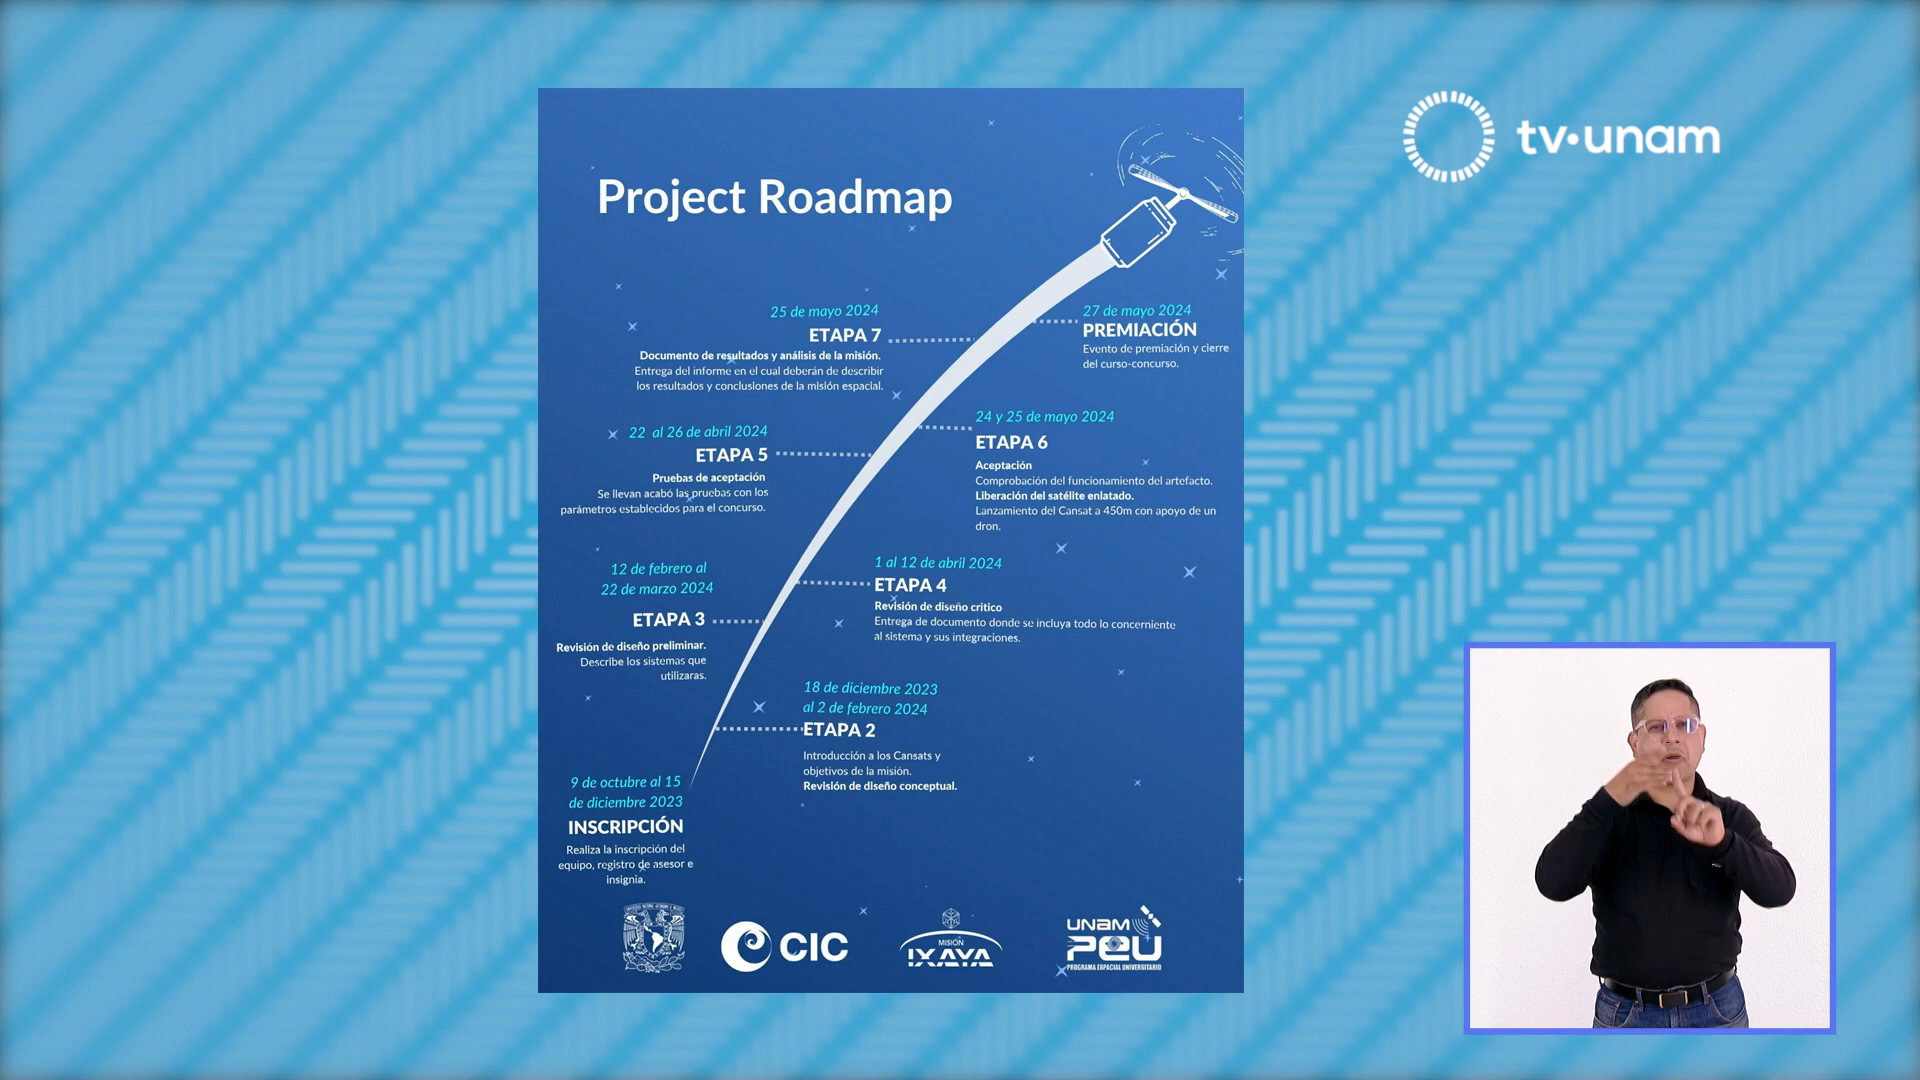 tv·unam
Project Roadmap
25 de mayo 2024
ETAPA 7
Documento de resultados y análisis de la misión.
Entrega del informe en el cual deberán de describir
los resultados y conclusiones de la misión espacial.
27 de mayo 2024
PREMIACIÓN
Evento de premiación y cierre
del curso-concurso.
22 al 26 de abril 2024
ETAPA 5
Pruebas de aceptación
Se llevan acabó las pruebas con los
parámetros establecidos para el concurso.
24 y 25 de mayo 2024
ETAPA 6
Aceptación
Comprobación del funcionamiento del artefacto.
Liberación del satélite enlatado.
Lanzamiento del Cansat a 450m con apoyo de un
dron.
12 de febrero al
22 de marzo 2024
ETAPA 3
Revisión de diseño preliminar.
Describe los sistemas que
utilizaras.
1 al 12 de abril 2024
ETAPA 4
Revisión de diseño critico
Entrega de documento donde se incluya todo lo concerniente
al sistema y sus integraciones.
18 de diciembre 2023
al 2 de febrero 2024
ETAPA 2
Introducción a los Cansats y
objetivos de la misión.
Revisión de diseño conceptual.
9 de octubre al 15
de diciembre 2023
INSCRIPCIÓN
Realiza la inscripción del
equipo, registro de asesor e
insignia.
CIC
MISIÓN
IXAYA
UNAM
PEU
PROGRAMA ESPACIAL UNIVERSITARIO